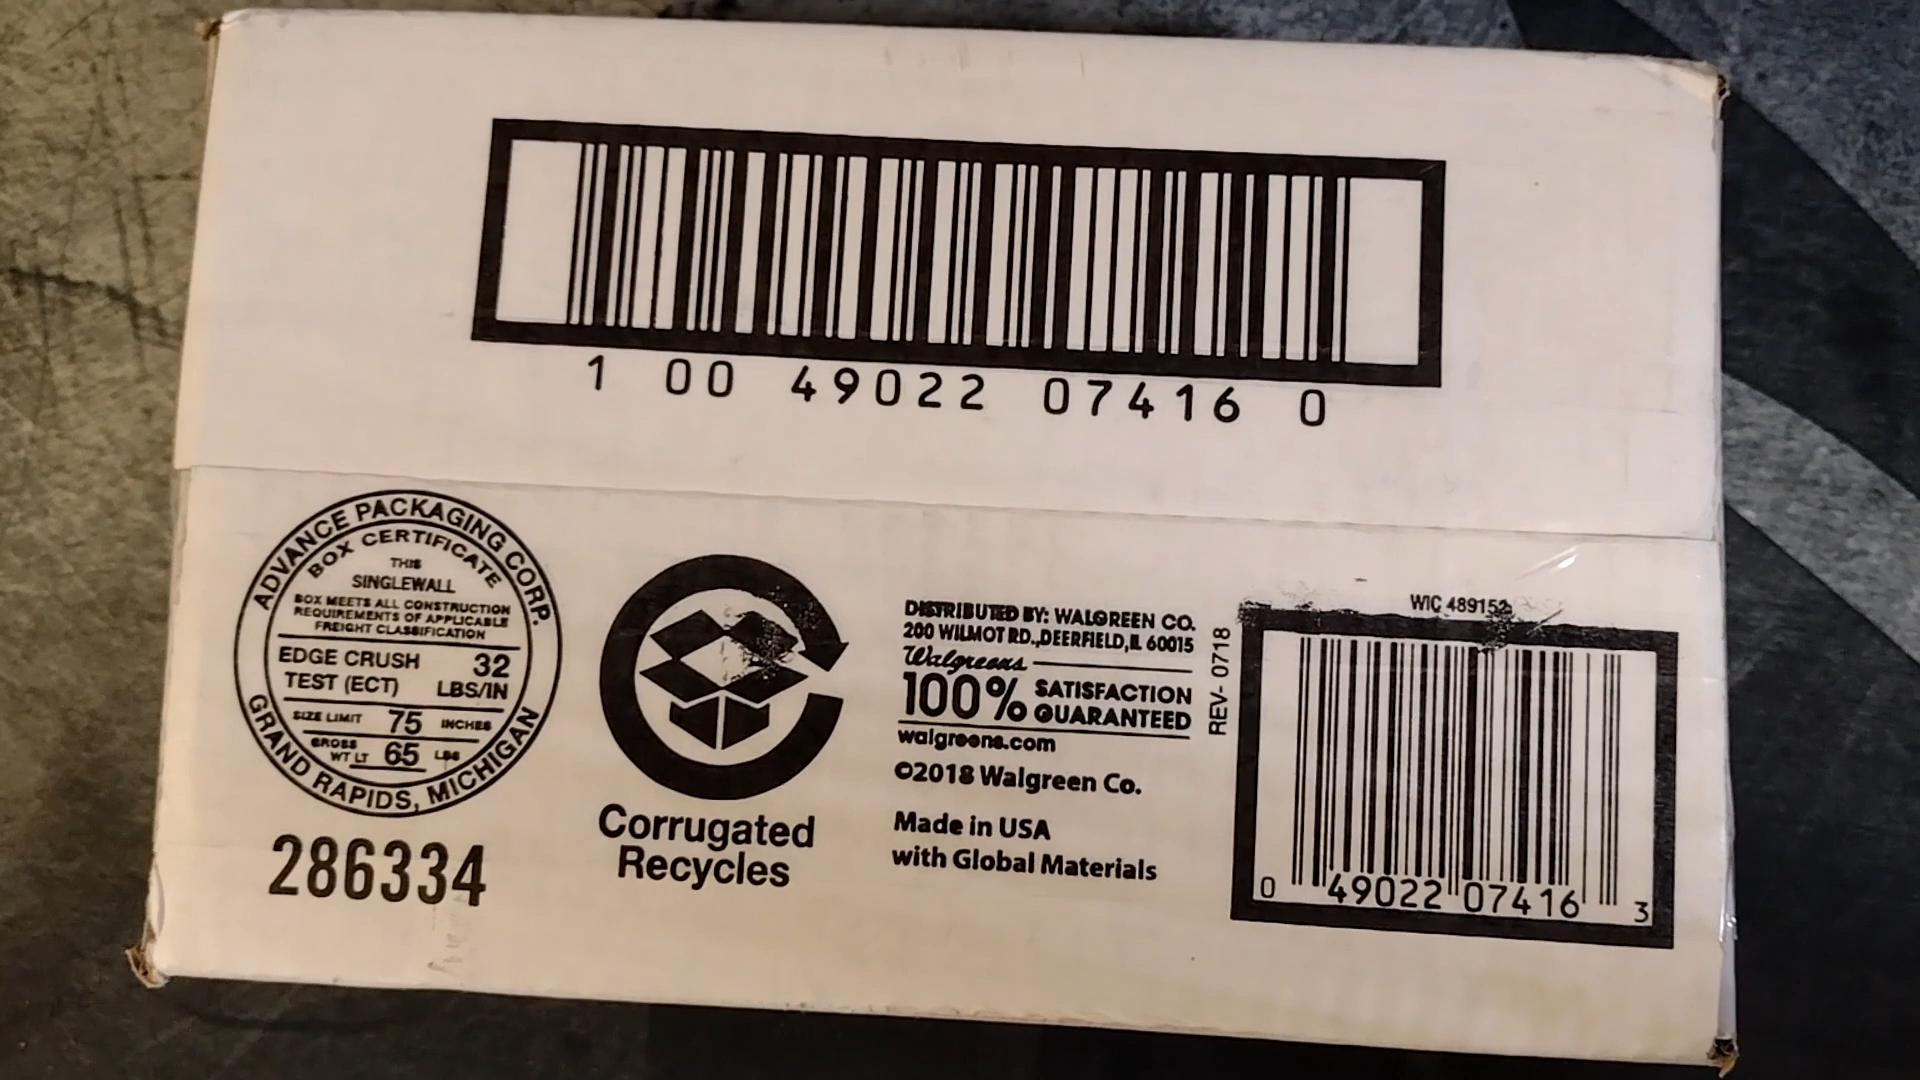 1 00 49022 07416 0
ADVANCE PACKAGING CORP.
BOX CERTIFICATE
THIS
SINGLEWALL
BOX MEETS ALL CONSTRUCTION
REQUIREMENTS OF APPLICABLE
FREIGHT CLASSIFICATION
EDGE CRUSH 32
TEST (ECT) LBS/IN
SIZE LIMIT 75 INCHES
GROSS
WT LT 65 LBS
GRAND RAPIDS, MICHIGAN
286334
Corrugated
Recycles
DISTRIBUTED BY: WALGREEN CO.
200 WILMOT RD.,DEERFIELD,IL 60015
Walgreens
100% SATISFACTION
GUARANTEED
walgreens.com
©2018 Walgreen Co.
Made in USA
with Global Materials
REV- 0718
WIC 489152
0 49022 07416 3